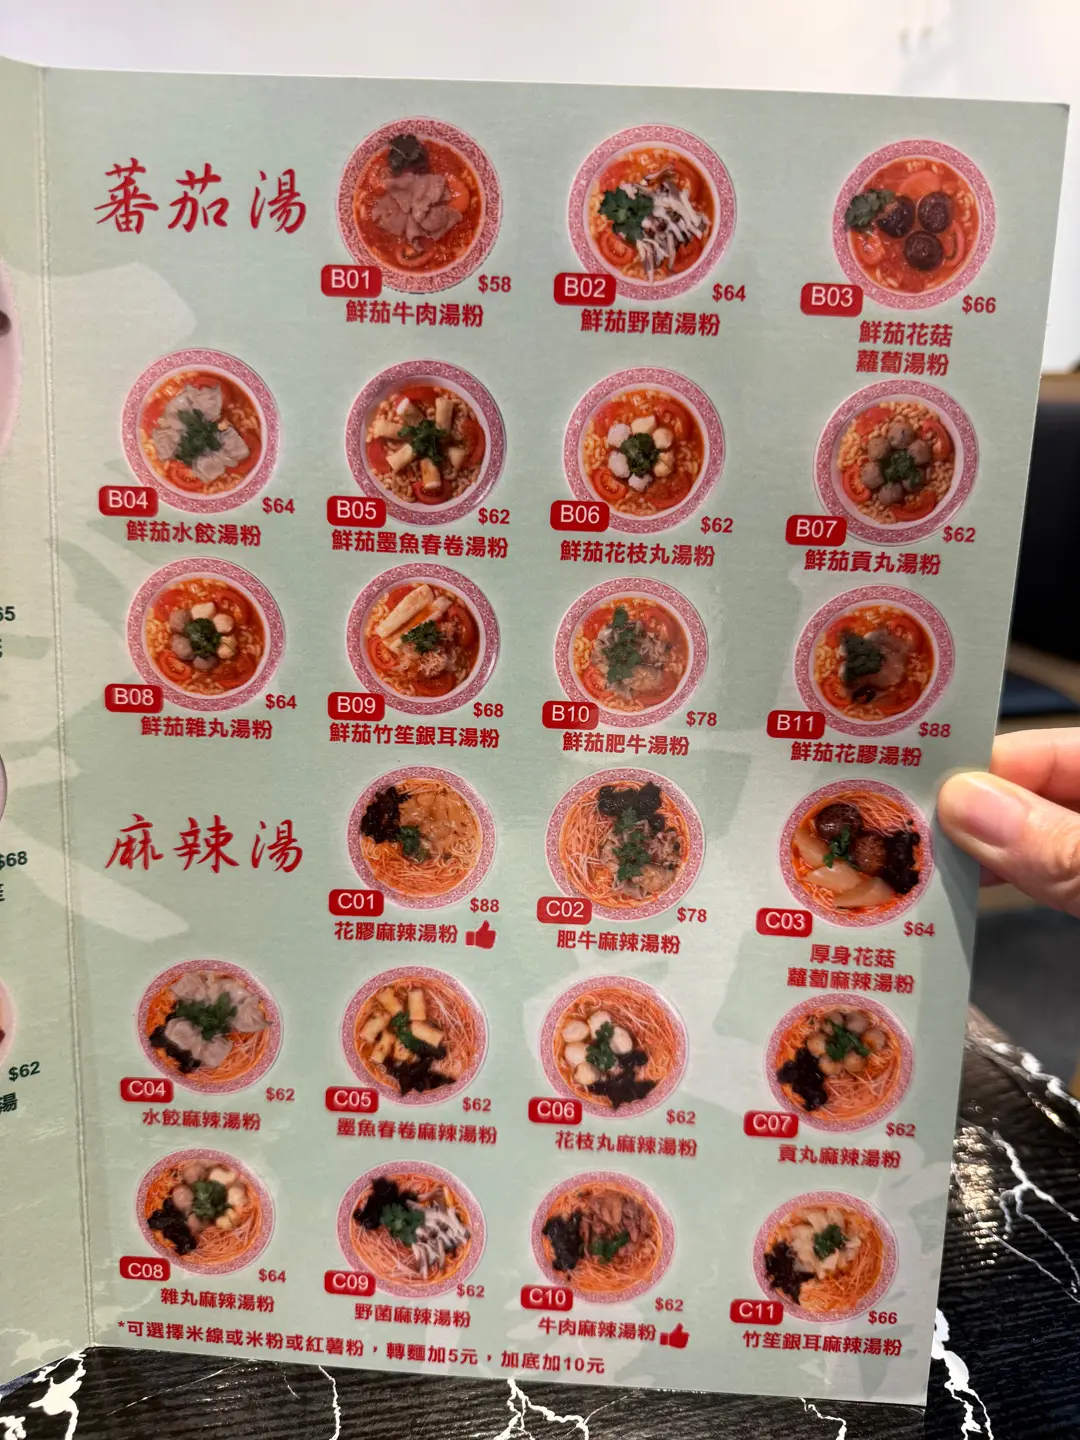 蕃茄湯
B01
$58
鮮茄牛肉湯粉
B02
$64
鮮茄野菌湯粉
B03
$66
鮮茄花菇
蘿蔔湯粉
B04
$64
鮮茄水餃湯粉
B05
$62
鮮茄墨魚春卷湯粉
B06
$62
鮮茄花枝丸湯粉
B07
$62
鮮茄貢丸湯粉
B08
$64
鮮茄雜丸湯粉
B09
$68
鮮茄竹笙銀耳湯粉
B10
$78
鮮茄肥牛湯粉
B11
$88
鮮茄花膠湯粉
麻辣湯
C01
$88
花膠麻辣湯粉
C02
$78
肥牛麻辣湯粉
C03
$64
厚身花菇
蘿蔔麻辣湯粉
C04
$62
水餃麻辣湯粉
C05
$62
墨魚春卷麻辣湯粉
C06
$62
花枝丸麻辣湯粉
C07
$62
貢丸麻辣湯粉
C08
$64
雜丸麻辣湯粉
C09
$62
野菌麻辣湯粉
C10
$62
牛肉麻辣湯粉
C11
$66
竹笙銀耳麻辣湯粉
*可選擇米線或米粉或紅薯粉，轉麵加5元，加底加10元
$68
$62
湯